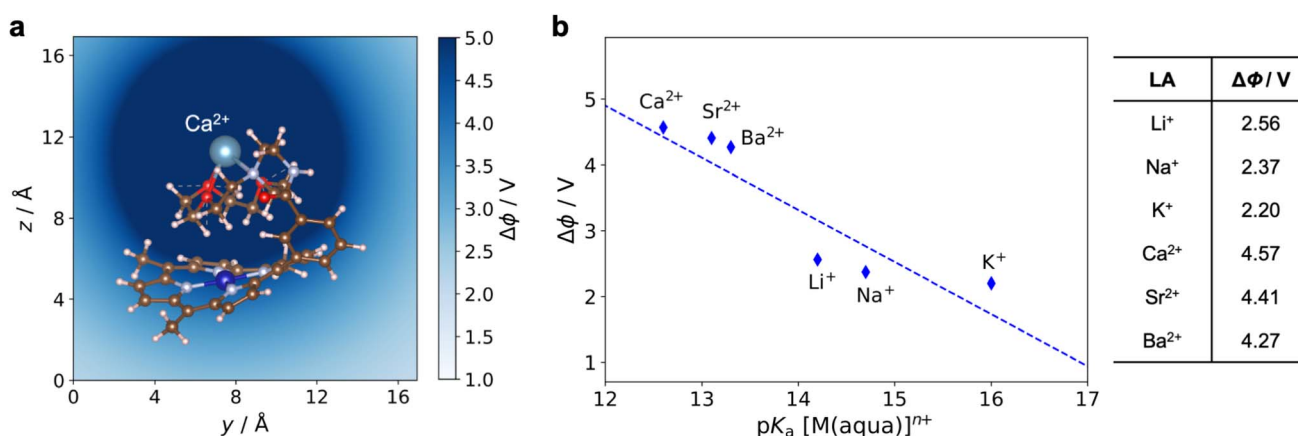 a
Ca²⁺
16
12
8
4
0
z / Å
0
4
8
12
16
y / Å
5.0
4.5
4.0
3.5
3.0
2.5
2.0
1.5
1.0
Δϕ / V
b
Ca²⁺
Sr²⁺
Ba²⁺
Li⁺
Na⁺
K⁺
5
4
3
2
1
Δϕ / V
12
13
14
15
16
17
pKₐ [M(aqua)]ⁿ⁺
LA ΔΦ / V
Li⁺ 2.56
Na⁺ 2.37
K⁺ 2.20
Ca²⁺ 4.57
Sr²⁺ 4.41
Ba²⁺ 4.27